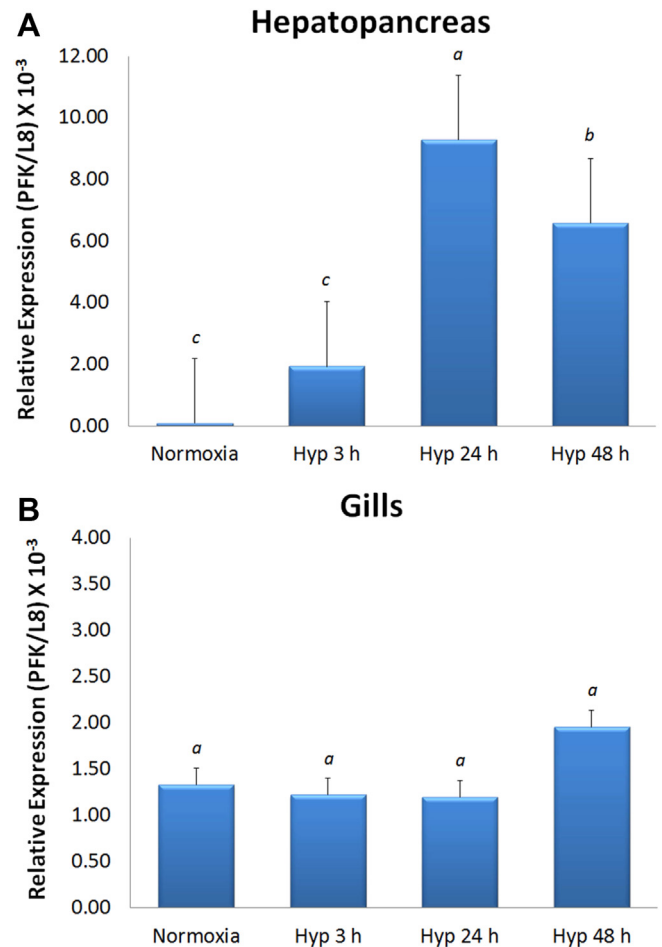 A
Hepatopancreas
Relative Expression (PFK/L8) X 10⁻³
12.00
10.00
8.00
6.00
4.00
2.00
0.00
c
c
a
b
Normoxia
Hyp 3 h
Hyp 24 h
Hyp 48 h
B
Gills
Relative Expression (PFK/L8) X 10⁻³
4.00
3.50
3.00
2.50
2.00
1.50
1.00
0.50
0.00
a
a
a
a
Normoxia
Hyp 3 h
Hyp 24 h
Hyp 48 h